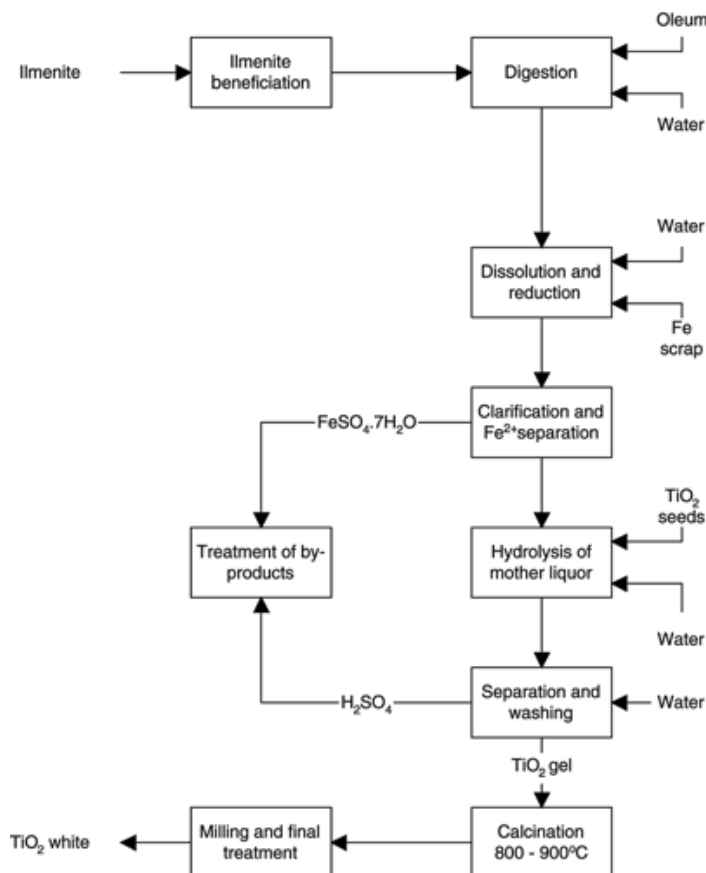 Oleum
Ilmenite
Ilmenite
beneficiation
Digestion
Water
Water
Dissolution and
reduction
Fe
scrap
Clarification and
Fe²⁺separation
FeSO₄.7H₂O
TiO₂
seeds
Treatment of by-
products
Hydrolysis of
mother liquor
Water
Separation and
washing
Water
H₂SO₄
TiO₂ gel
TiO₂ white
Milling and final
treatment
Calcination
800 - 900ºC